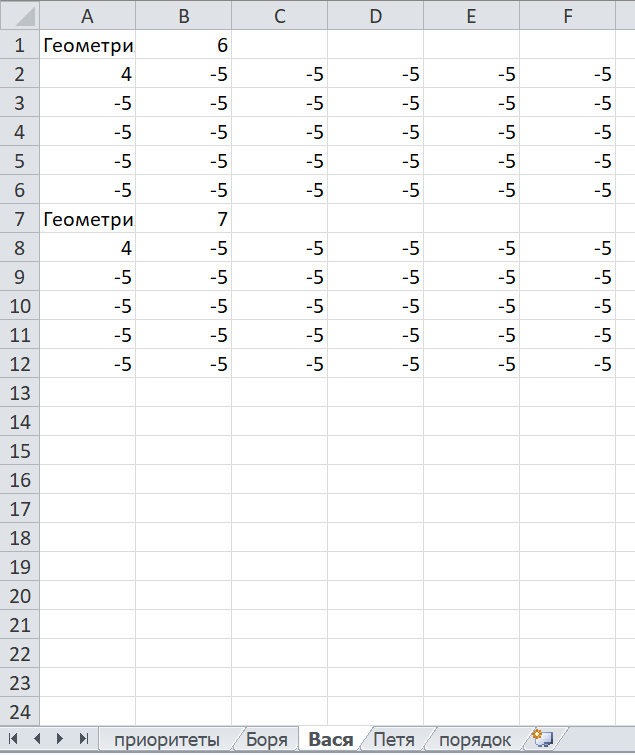 A B C D E F
1 Геометри 6
2 4 -5 -5 -5 -5 -5
3 -5 -5 -5 -5 -5 -5
4 -5 -5 -5 -5 -5 -5
5 -5 -5 -5 -5 -5 -5
6 -5 -5 -5 -5 -5 -5
7 Геометри 7
8 4 -5 -5 -5 -5 -5
9 -5 -5 -5 -5 -5 -5
10 -5 -5 -5 -5 -5 -5
11 -5 -5 -5 -5 -5 -5
12 -5 -5 -5 -5 -5 -5
13
14
15
16
17
18
19
20
21
22
23
24
приоритеты Боря Вася Петя порядок